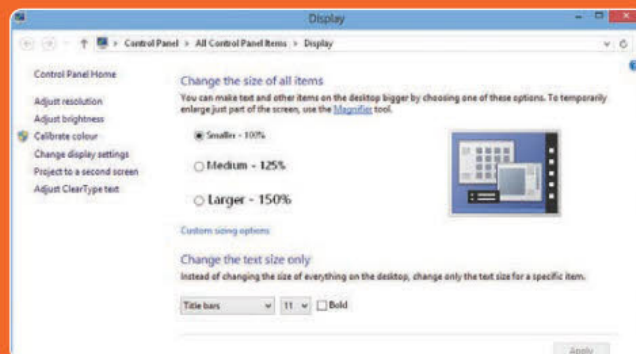 Display
Control Panel › All Control Panel Items › Display
Control Panel Home
Adjust resolution
Adjust brightness
Calibrate colour
Change display settings
Project to a second screen
Adjust ClearType text
Change the size of all items
You can make text and other items on the desktop bigger by choosing one of these options. To temporarily
enlarge just part of the screen, use the Magnifier tool.
Smaller - 100%
Medium - 125%
Larger - 150%
Custom sizing options
Change the text size only
Instead of changing the size of everything on the desktop, change only the text size for a specific item.
Title bars 11 Bold
Apply